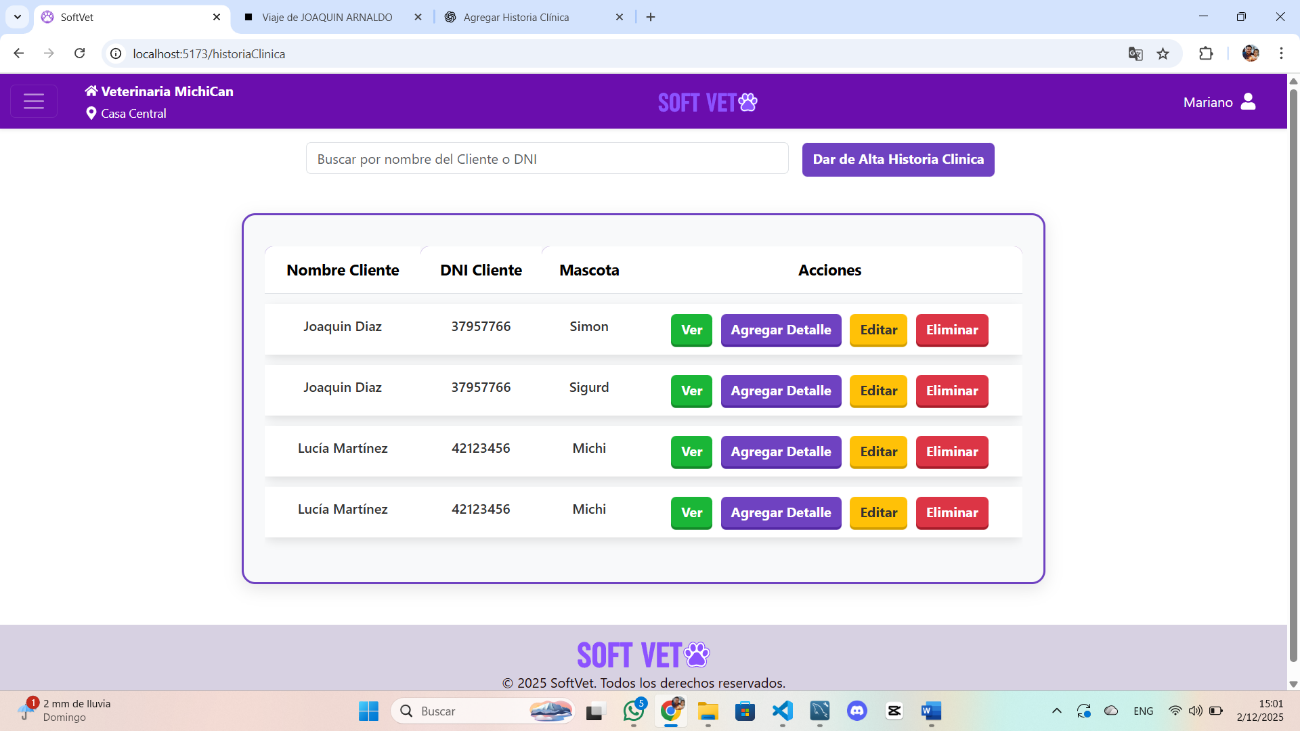 SoftVet
Viaje de JOAQUIN ARNALDO
Agregar Historia Clínica
localhost:5173/historiaClinica
Veterinaria MichiCan
Casa Central
SOFT VET
Mariano
Buscar por nombre del Cliente o DNI
Dar de Alta Historia Clinica
Nombre Cliente DNI Cliente Mascota Acciones
Joaquin Diaz 37957766 Simon Ver Agregar Detalle Editar Eliminar
Joaquin Diaz 37957766 Sigurd Ver Agregar Detalle Editar Eliminar
Lucía Martínez 42123456 Michi Ver Agregar Detalle Editar Eliminar
Lucía Martínez 42123456 Michi Ver Agregar Detalle Editar Eliminar
SOFT VET
© 2025 SoftVet. Todos los derechos reservados.
1
2 mm de lluvia
Domingo
Buscar
5
ENG
15:01
2/12/2025